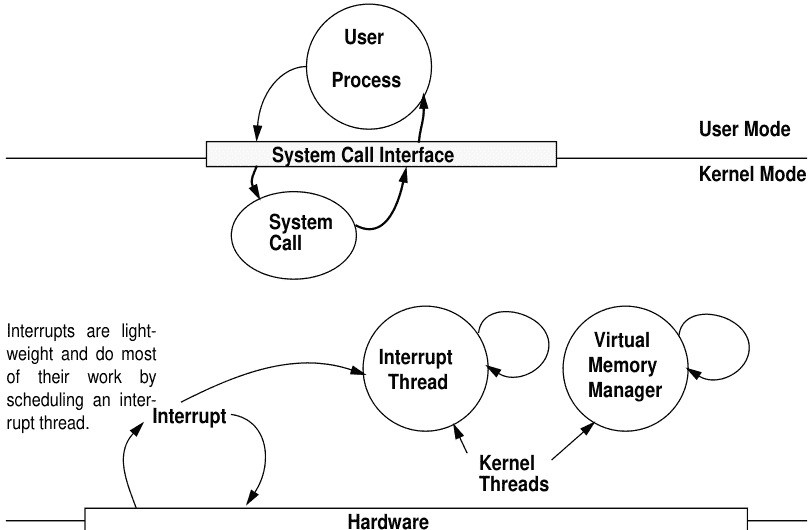 User
Process
User Mode
System Call Interface
Kernel Mode
System
Call
Interrupts are light-
weight and do most
of their work by
scheduling an inter-
rupt thread.
Interrupt
Interrupt
Thread
Virtual
Memory
Manager
Kernel
Threads
Hardware